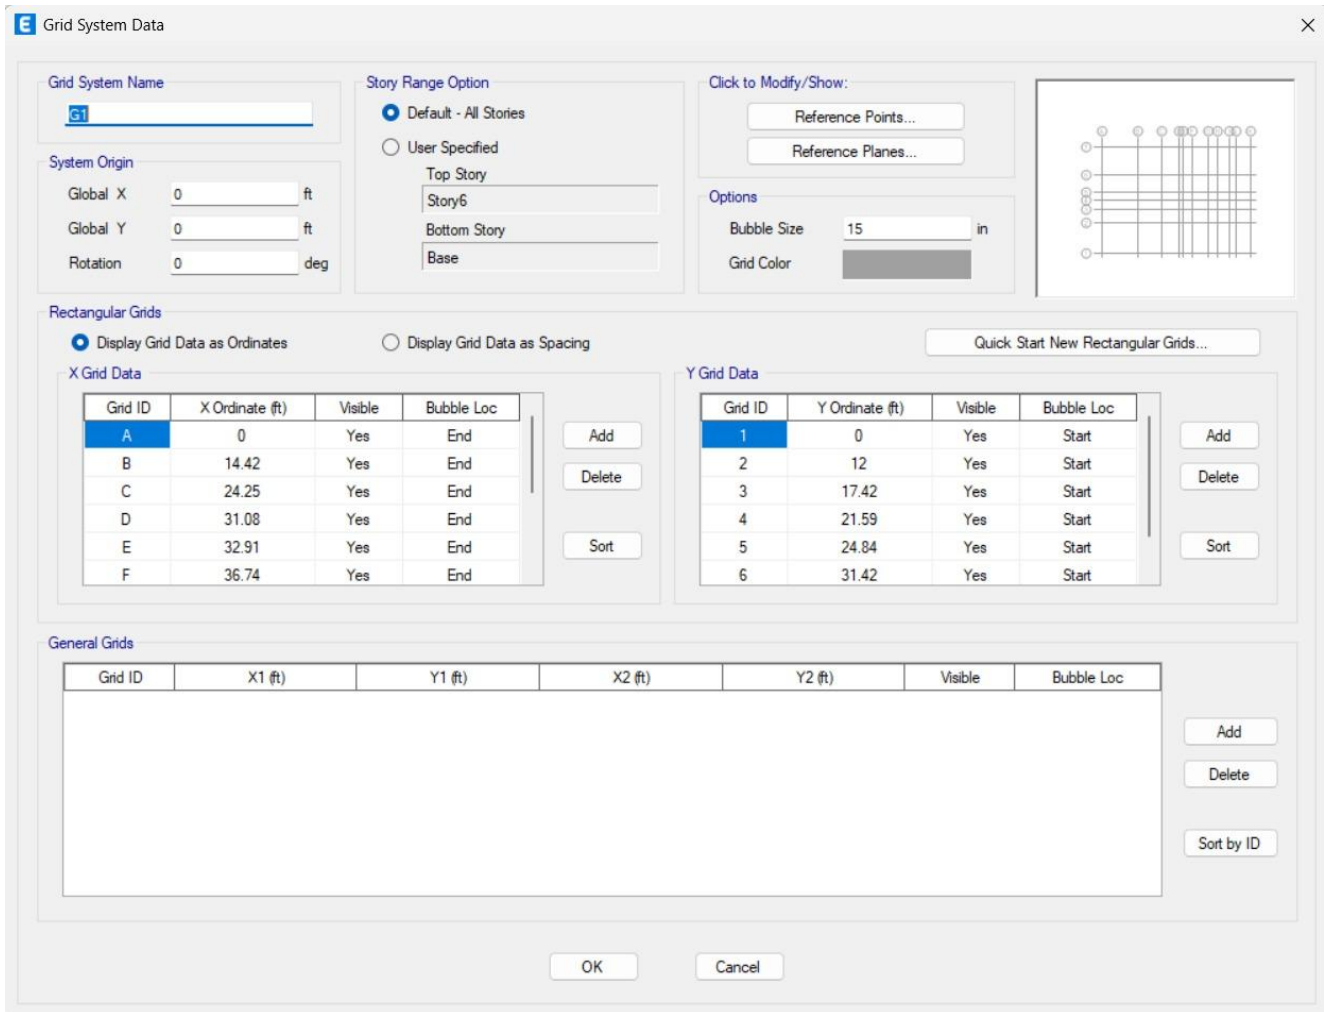 E Grid System Data
Grid System Name
G1
System Origin
Global X 0 ft
Global Y 0 ft
Rotation 0 deg
Story Range Option
Default - All Stories
User Specified
Top Story
Story6
Bottom Story
Base
Click to Modify/Show:
Reference Points...
Reference Planes...
Options
Bubble Size 15 in
Grid Color
Rectangular Grids
Display Grid Data as Ordinates Display Grid Data as Spacing Quick Start New Rectangular Grids...
X Grid Data
Grid ID X Ordinate (ft) Visible Bubble Loc
A 0 Yes End
B 14.42 Yes End
C 24.25 Yes End
D 31.08 Yes End
E 32.91 Yes End
F 36.74 Yes End
Add
Delete
Sort
Y Grid Data
Grid ID Y Ordinate (ft) Visible Bubble Loc
1 0 Yes Start
2 12 Yes Start
3 17.42 Yes Start
4 21.59 Yes Start
5 24.84 Yes Start
6 31.42 Yes Start
Add
Delete
Sort
General Grids
Grid ID X1 (ft) Y1 (ft) X2 (ft) Y2 (ft) Visible Bubble Loc
Add
Delete
Sort by ID
OK Cancel